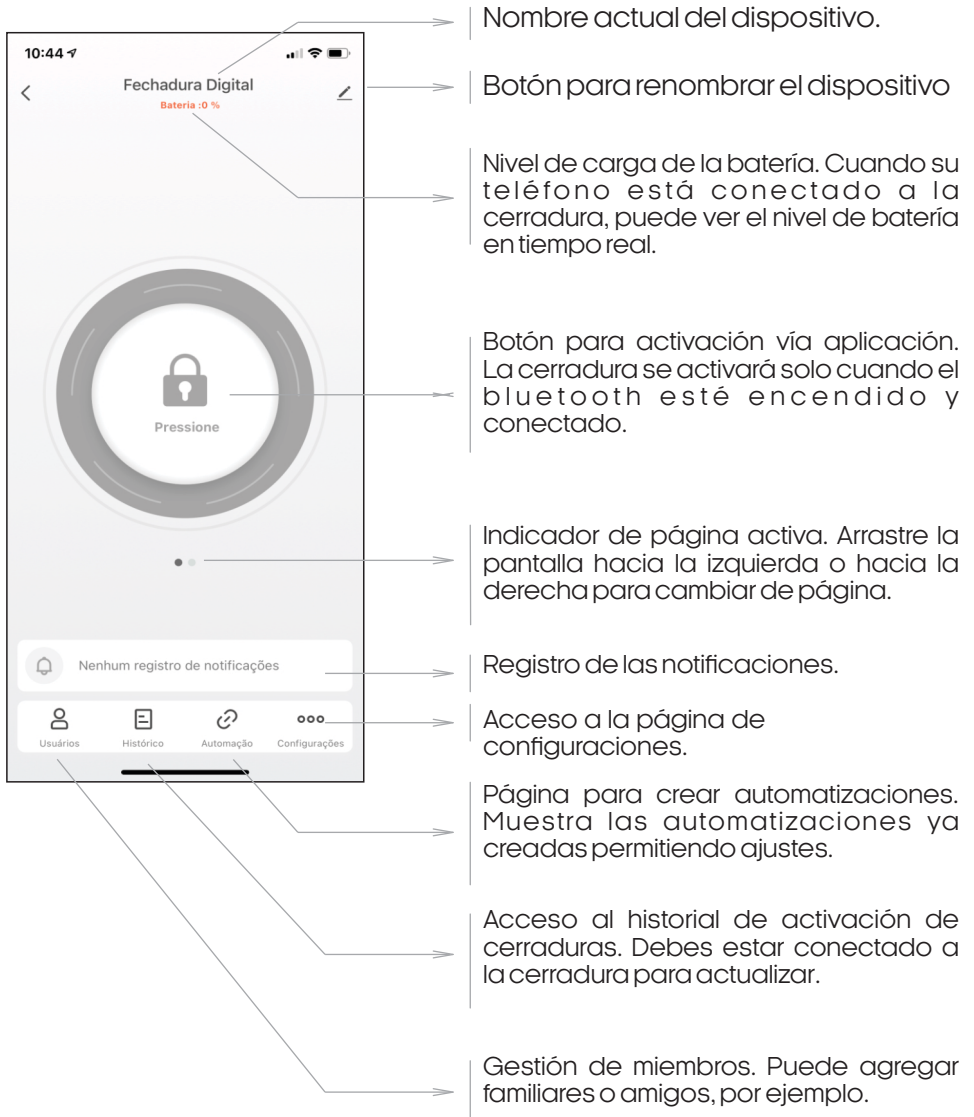 Nombre actual del dispositivo.
10:44
Fechadura Digital
Bateria :0 %
Botón para renombrar el dispositivo
Nivel de carga de la batería. Cuando su
teléfono está conectado a la
cerradura, puede ver el nivel de batería
en tiempo real.
Pressione
Botón para activación vía aplicación.
La cerradura se activará solo cuando el
bluetooth esté encendido y
conectado.
Indicador de página activa. Arrastre la
pantalla hacia la izquierda o hacia la
derecha para cambiar de página.
Nenhum registro de notificações
Registro de las notificaciones.
Usuários
Histórico
Automação
Configurações
Acceso a la página de
configuraciones.
Página para crear automatizaciones.
Muestra las automatizaciones ya
creadas permitiendo ajustes.
Acceso al historial de activación de
cerraduras. Debes estar conectado a
la cerradura para actualizar.
Gestión de miembros. Puede agregar
familiares o amigos, por ejemplo.